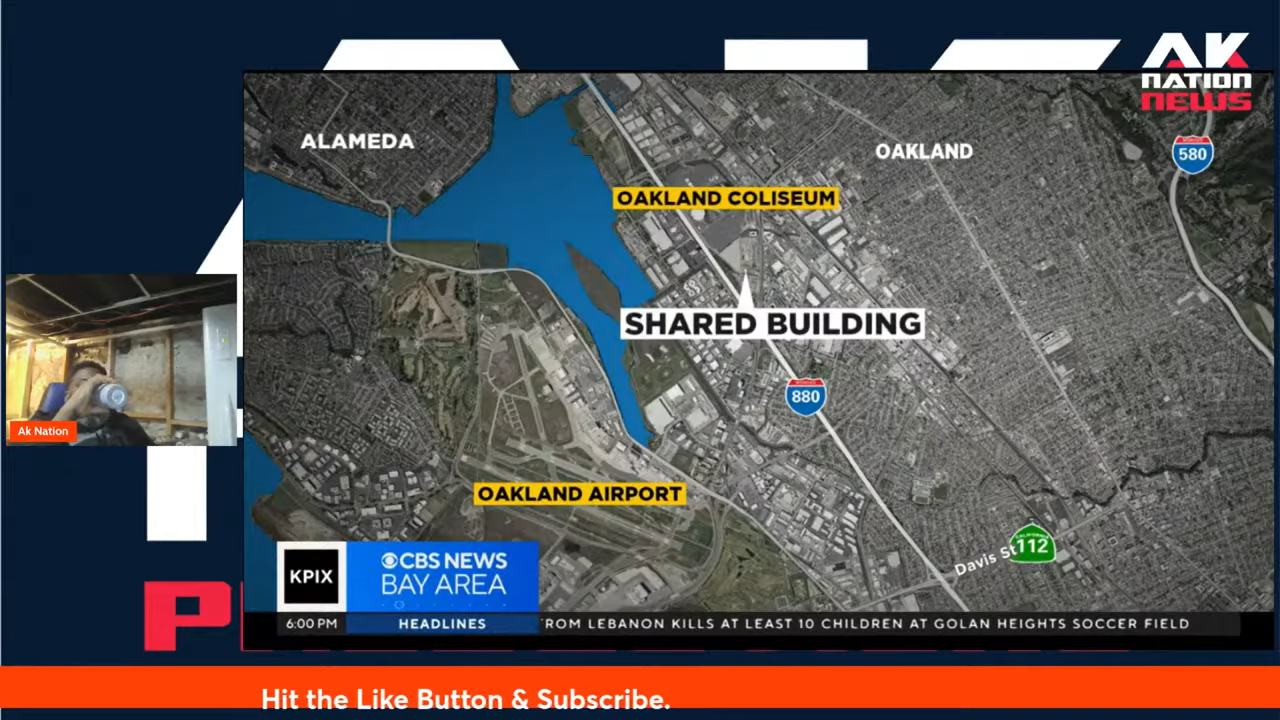 AK
NATION
NEWS
ALAMEDA
OAKLAND
580
OAKLAND COLISEUM
SHARED BUILDING
880
Ak Nation
OAKLAND AIRPORT
CALIFORNIA
112
Davis St
KPIX
CBS NEWS
BAY AREA
6:00 PM
HEADLINES
ROM LEBANON KILLS AT LEAST 10 CHILDREN AT GOLAN HEIGHTS SOCCER FIELD
Hit the Like Button & Subscribe.